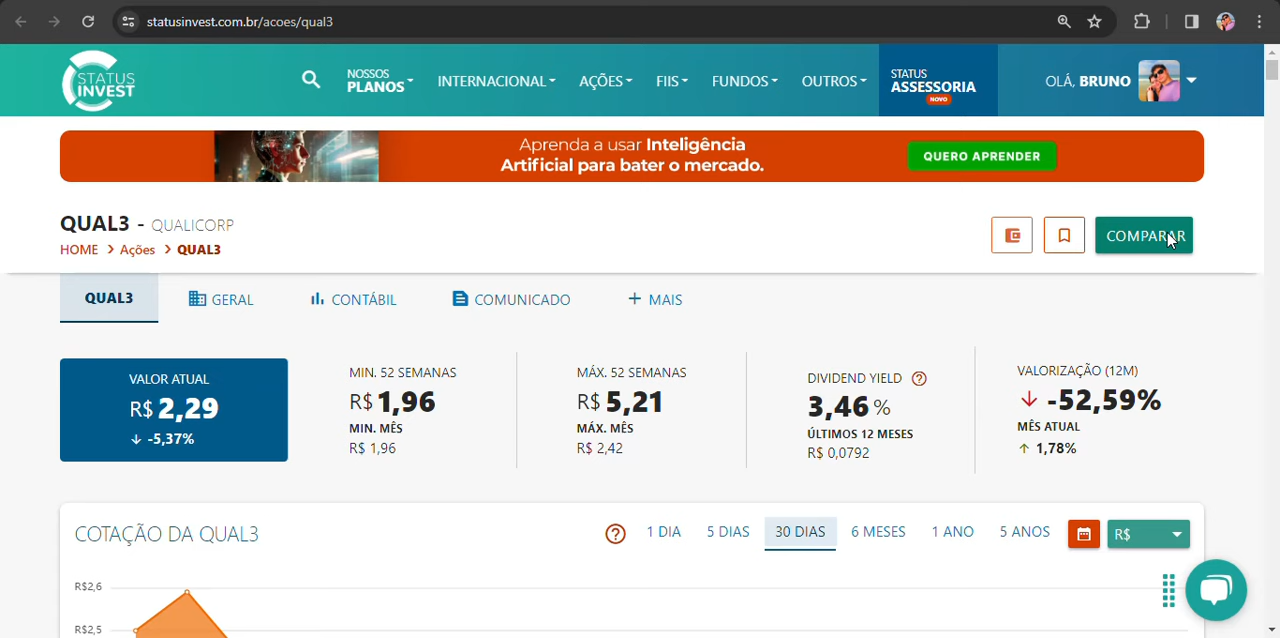 statusinvest.com.br/acoes/qual3
STATUS
INVEST
NOSSOS
PLANOS
INTERNACIONAL
AÇÕES
FIIS
FUNDOS
OUTROS
STATUS
ASSESSORIA
NOVO
OLÁ, BRUNO
Aprenda a usar Inteligência
Artificial para bater o mercado.
QUERO APRENDER
QUAL3 - QUALICORP
HOME > Ações > QUAL3
COMPARAR
QUAL3
GERAL
CONTÁBIL
COMUNICADO
+ MAIS
VALOR ATUAL
R$ 2,29
↓ -5,37%
MIN. 52 SEMANAS
R$ 1,96
MIN. MÊS
R$ 1,96
MÁX. 52 SEMANAS
R$ 5,21
MÁX. MÊS
R$ 2,42
DIVIDEND YIELD ?
3,46 %
ÚLTIMOS 12 MESES
R$ 0,0792
VALORIZAÇÃO (12M)
↓ -52,59%
MÊS ATUAL
↑ 1,78%
COTAÇÃO DA QUAL3
?
1 DIA
5 DIAS
30 DIAS
6 MESES
1 ANO
5 ANOS
R$
R$2,6
R$2,5